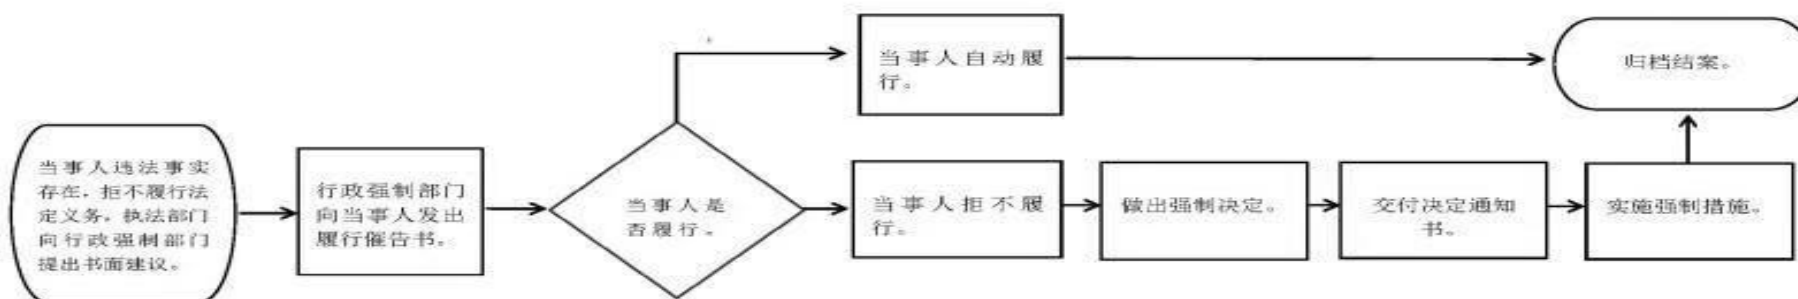 当事人违法事实
存在，拒不履行法
定义务，执法部门
向行政强制部门
提出书面建议。
行政强制部门
向当事人发出
履行催告书。
当事人是
否履行。
当事人自动履
行。
归档结案。
当事人拒不履
行。
做出强制决定。
交付决定通知
书。
实施强制措施。